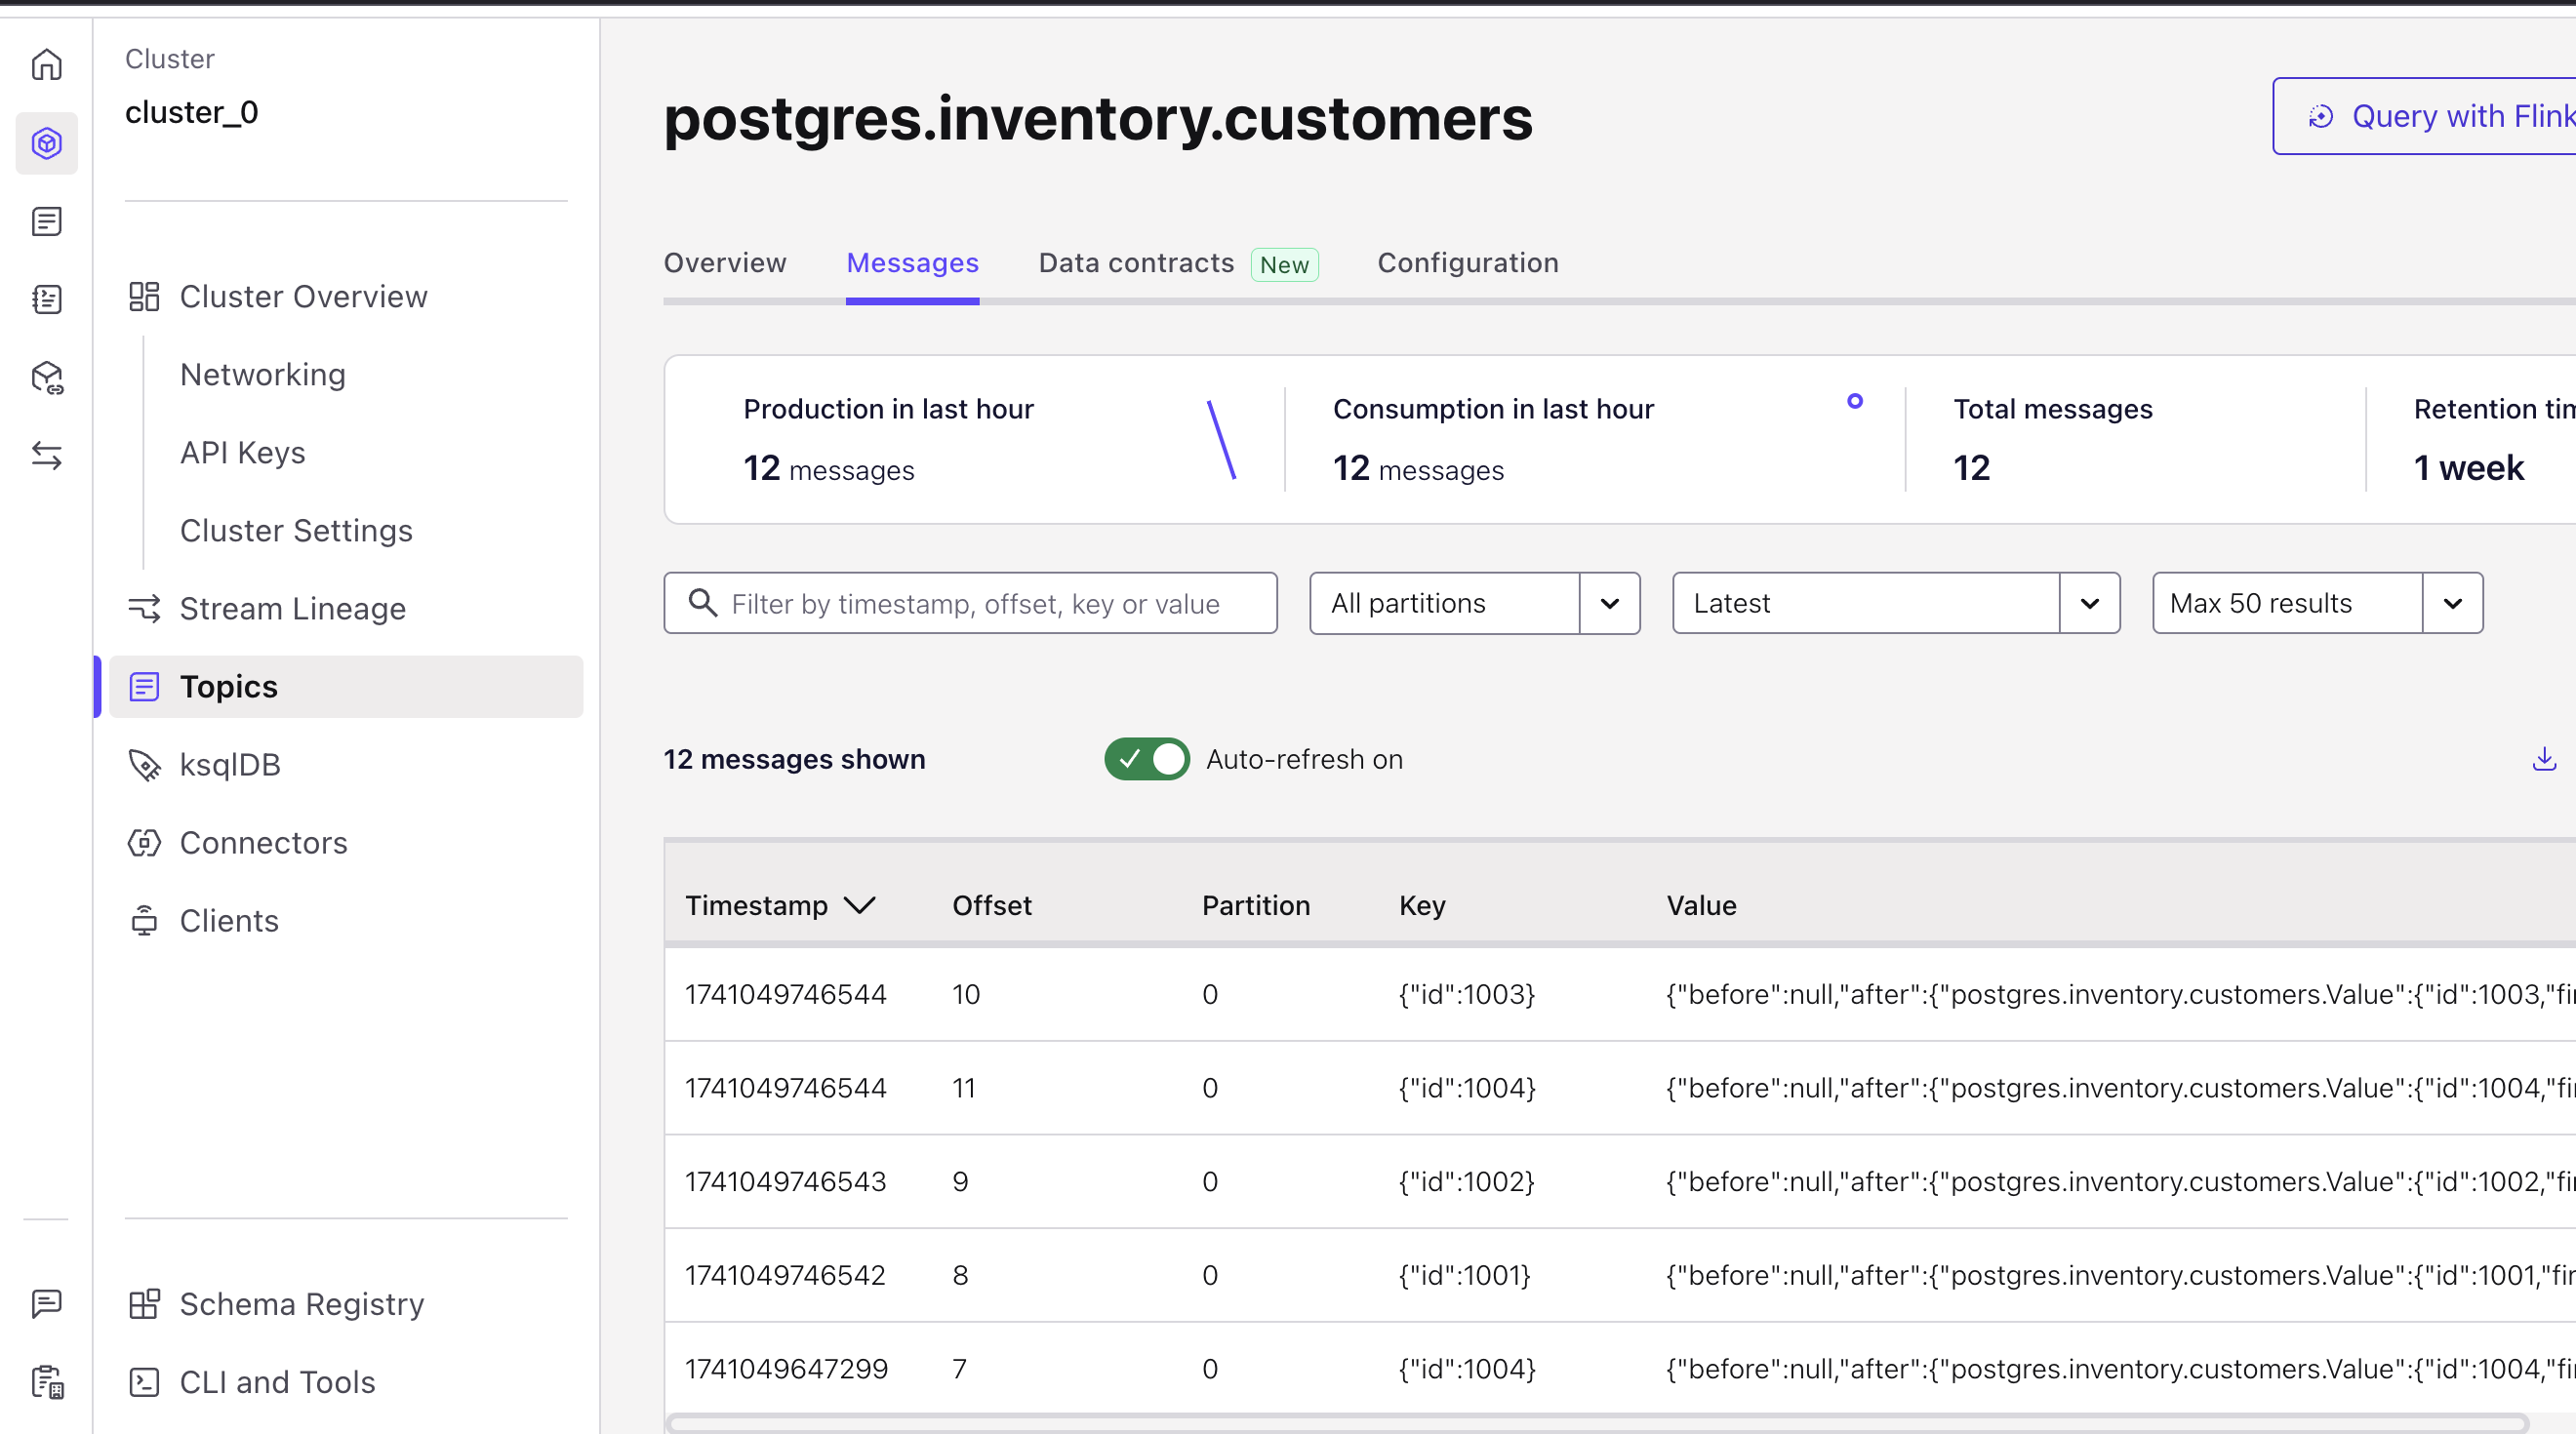 Cluster
cluster_0
Cluster Overview
Networking
API Keys
Cluster Settings
Stream Lineage
Topics
ksqlDB
Connectors
Clients
Schema Registry
CLI and Tools
postgres.inventory.customers
Query with Flink
Overview Messages Data contracts New Configuration
Production in last hour
12 messages
Consumption in last hour
12 messages
Total messages
12
Retention tim
1 week
Filter by timestamp, offset, key or value
All partitions
Latest
Max 50 results
12 messages shown
Auto-refresh on
Timestamp Offset Partition Key Value
1741049746544 10 0 {"id":1003} {"before":null,"after":{"postgres.inventory.customers.Value":{"id":1003,"fi
1741049746544 11 0 {"id":1004} {"before":null,"after":{"postgres.inventory.customers.Value":{"id":1004,"fi
1741049746543 9 0 {"id":1002} {"before":null,"after":{"postgres.inventory.customers.Value":{"id":1002,"fi
1741049746542 8 0 {"id":1001} {"before":null,"after":{"postgres.inventory.customers.Value":{"id":1001,"fir
1741049647299 7 0 {"id":1004} {"before":null,"after":{"postgres.inventory.customers.Value":{"id":1004,"fi